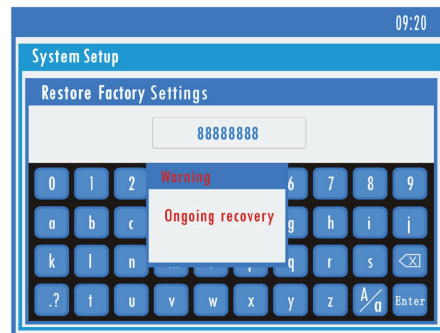 09:20
System Setup
Restore Factory Settings
88888888
Warning
Ongoing recovery
0 1 2 6 7 8 9
a b c g h i j
k l n q r s
.? t u v w x y z A/a Enter